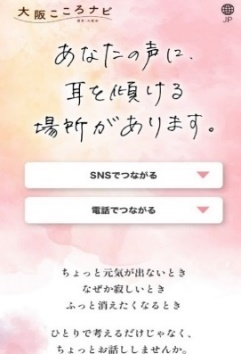 大阪こころナビ
JP
あなたの声に、
耳を傾ける
場所があります。
SNSでつながる
電話でつながる
ちょっと元気が出ないとき
なぜか寂しいとき
ふっと消えたくなるとき
ひとりで考えるだけじゃなく、
ちょっとお話ししませんか。